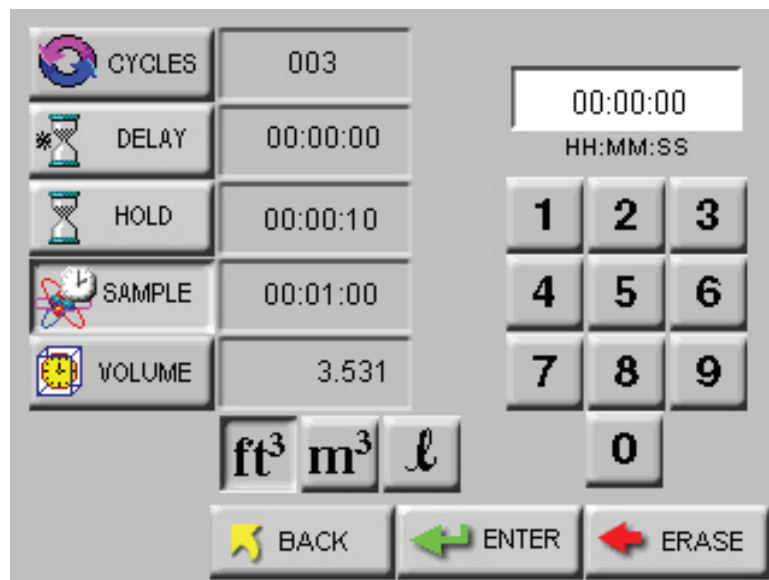 CYCLES 003
00:00:00
HH:MM:SS
DELAY 00:00:00
HOLD 00:00:10
SAMPLE 00:01:00
VOLUME 3.531
1 2 3
4 5 6
7 8 9
0
ft³ m³ ℓ
BACK ENTER ERASE